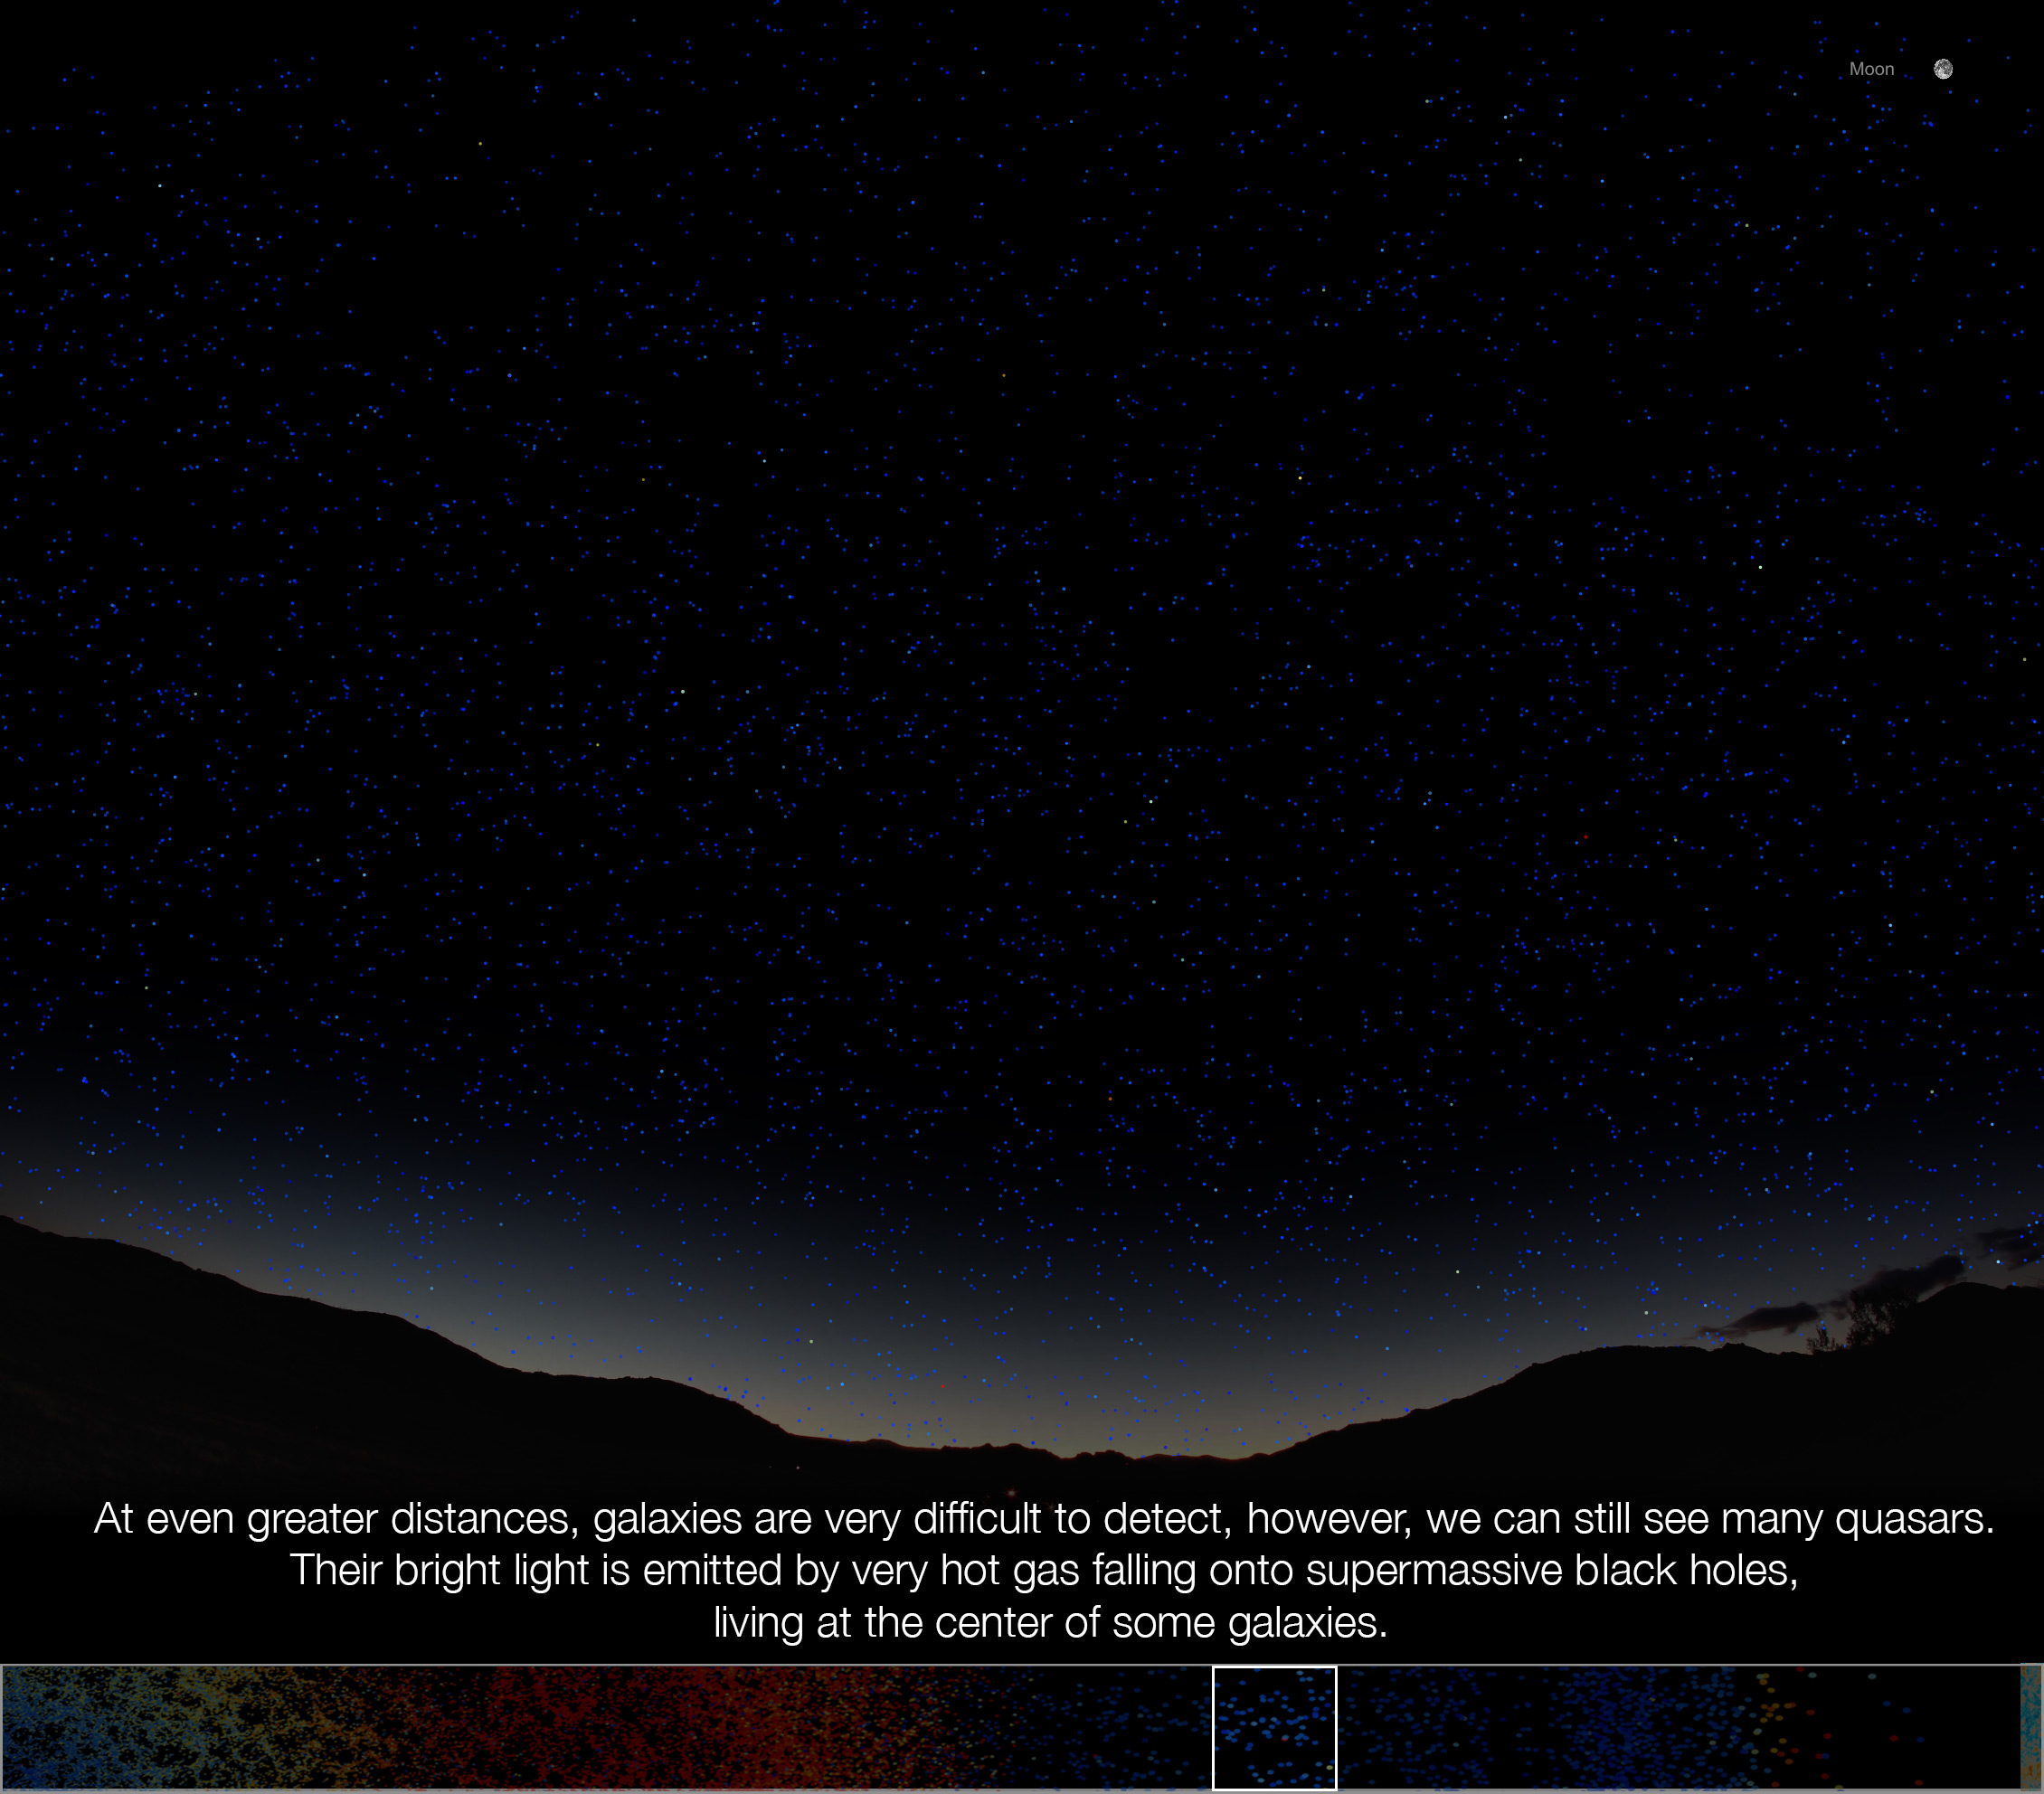 Moon
At even greater distances, galaxies are very difficult to detect, however, we can still see many quasars.
Their bright light is emitted by very hot gas falling onto supermassive black holes,
living at the center of some galaxies.